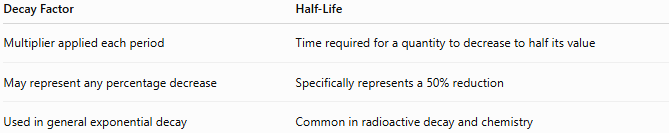 Decay Factor Half-Life
Multiplier applied each period Time required for a quantity to decrease to half its value
May represent any percentage decrease Specifically represents a 50% reduction
Used in general exponential decay Common in radioactive decay and chemistry